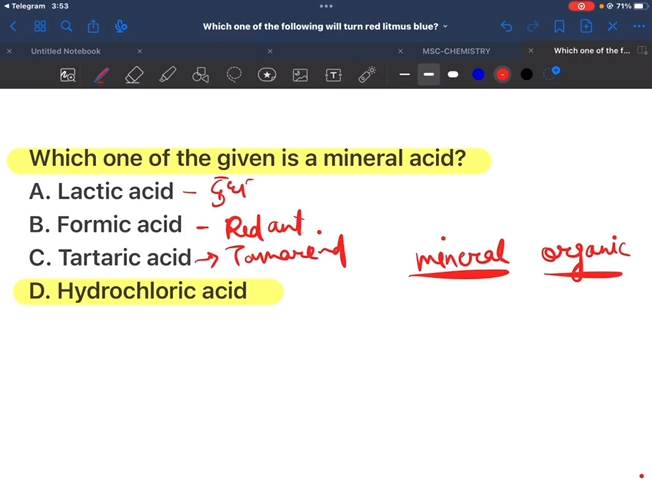 Telegram 3:53
71%
Which one of the following will turn red litmus blue?
Untitled Notebook
MSC-CHEMISTRY
Which one of the f...
Which one of the given is a mineral acid?
A. Lactic acid –
B. Formic acid - Red ant.
C. Tartaric acid → Tamarind
mineral organic
D. Hydrochloric acid